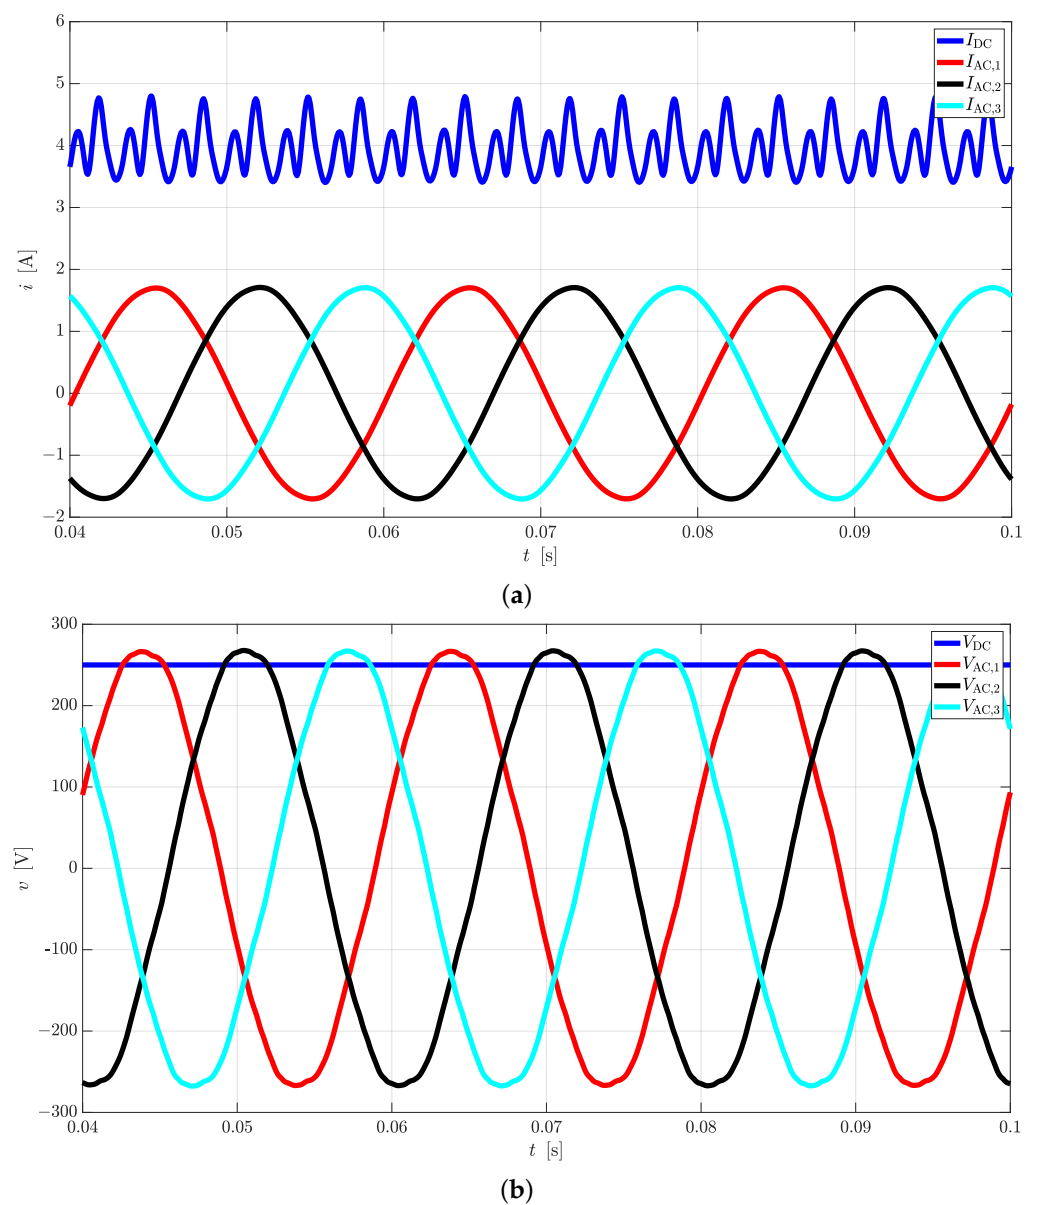 6
5
4
3
2
1
0
−1
−2
i [A]
0.04 0.05 0.06 0.07 0.08 0.09 0.1
t [s]
I_DC
I_AC,1
I_AC,2
I_AC,3
(a)
300
200
100
0
-100
−200
−300
v [V]
0.04 0.05 0.06 0.07 0.08 0.09 0.1
t [s]
V_DC
V_AC,1
V_AC,2
V_AC,3
(b)